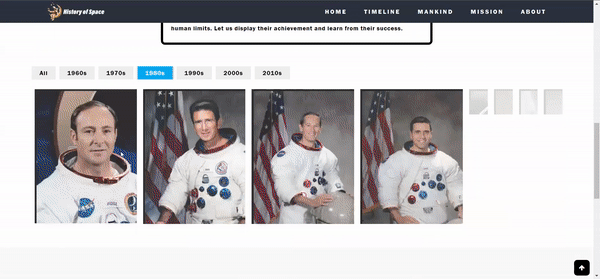 History of Space
HOME TIMELINE MANKIND MISSION ABOUT
human limits. Let us display their achievement and learn from their success.
All 1960s 1970s 1980s 1990s 2000s 2010s